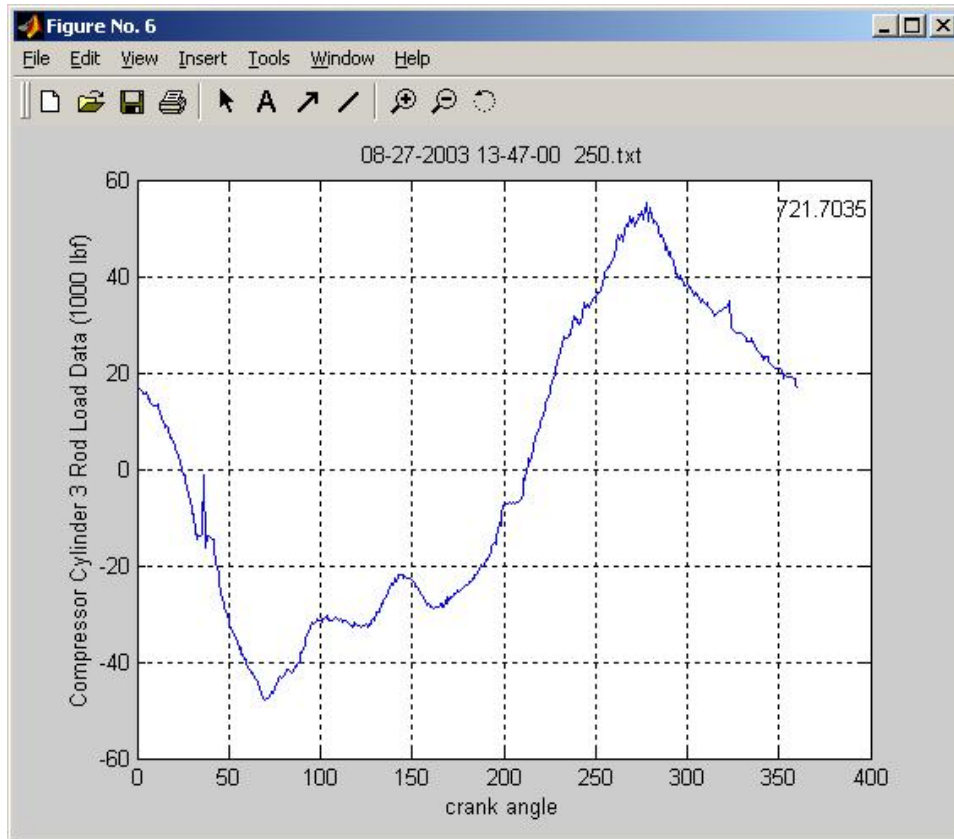 Figure No. 6
File Edit View Insert Tools Window Help
A
08-27-2003 13-47-00 250.txt
721.7035
Compressor Cylinder 3 Rod Load Data (1000 lbf)
60
40
20
0
-20
-40
-60
0 50 100 150 200 250 300 350 400
crank angle